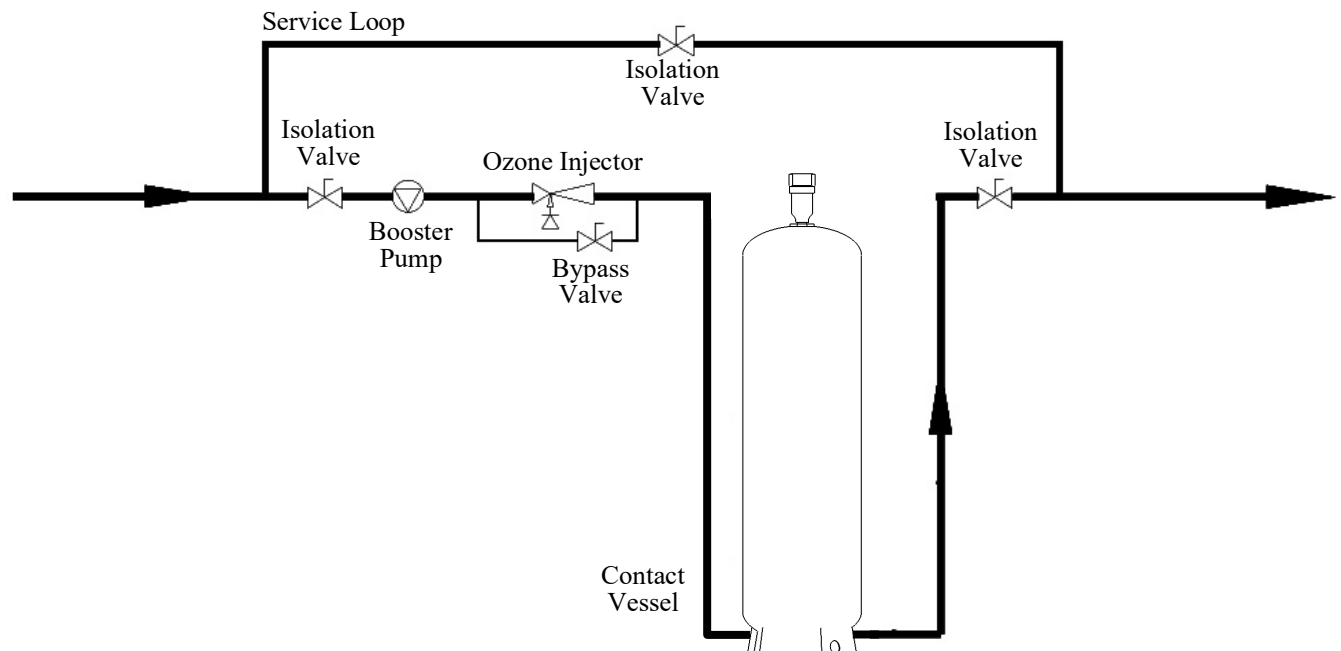 Service Loop
Isolation
Valve
Isolation
Valve
Ozone Injector
Isolation
Valve
Booster
Pump
Bypass
Valve
Contact
Vessel